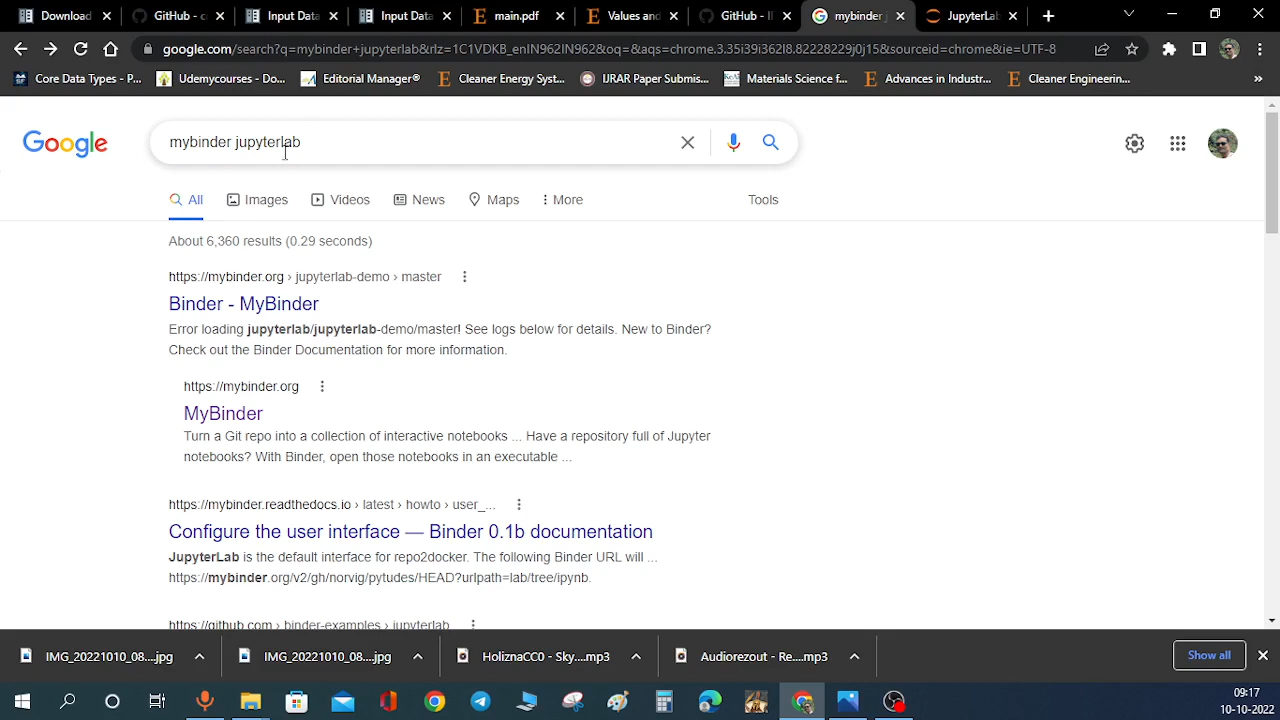 Download
GitHub - c
Input Data
Input Data
main.pdf
Values and
GitHub - II
mybinder j
JupyterLab
google.com/search?q=mybinder+jupyterlab&rlz=1C1VDKB_enIN962IN962&oq=&aqs=chrome.3.35i39i362l8.82228229j0j15&sourceid=chrome&ie=UTF-8
Core Data Types - P...
Udemycourses - Do...
Editorial Manager®
Cleaner Energy Syst...
IJRAR Paper Submis...
Materials Science f...
Advances in Industr...
Cleaner Engineerin...
»
Google
mybinder jupyterlab
All
Images
Videos
News
Maps
More
Tools
About 6,360 results (0.29 seconds)
https://mybinder.org › jupyterlab-demo › master
Binder - MyBinder
Error loading jupyterlab/jupyterlab-demo/master! See logs below for details. New to Binder?
Check out the Binder Documentation for more information.
https://mybinder.org
MyBinder
Turn a Git repo into a collection of interactive notebooks ... Have a repository full of Jupyter
notebooks? With Binder, open those notebooks in an executable ...
https://mybinder.readthedocs.io › latest › howto › user_...
Configure the user interface — Binder 0.1b documentation
JupyterLab is the default interface for repo2docker. The following Binder URL will ...
https://mybinder.org/v2/gh/norvig/pytudes/HEAD?urlpath=lab/tree/ipynb.
https://github.com › binder-examples › jupyterlab
IMG_20221010_08....jpg
IMG_20221010_08....jpg
HoliznaCC0 - Sky....mp3
Audiorezout - Re....mp3
Show all
09:17
10-10-2022